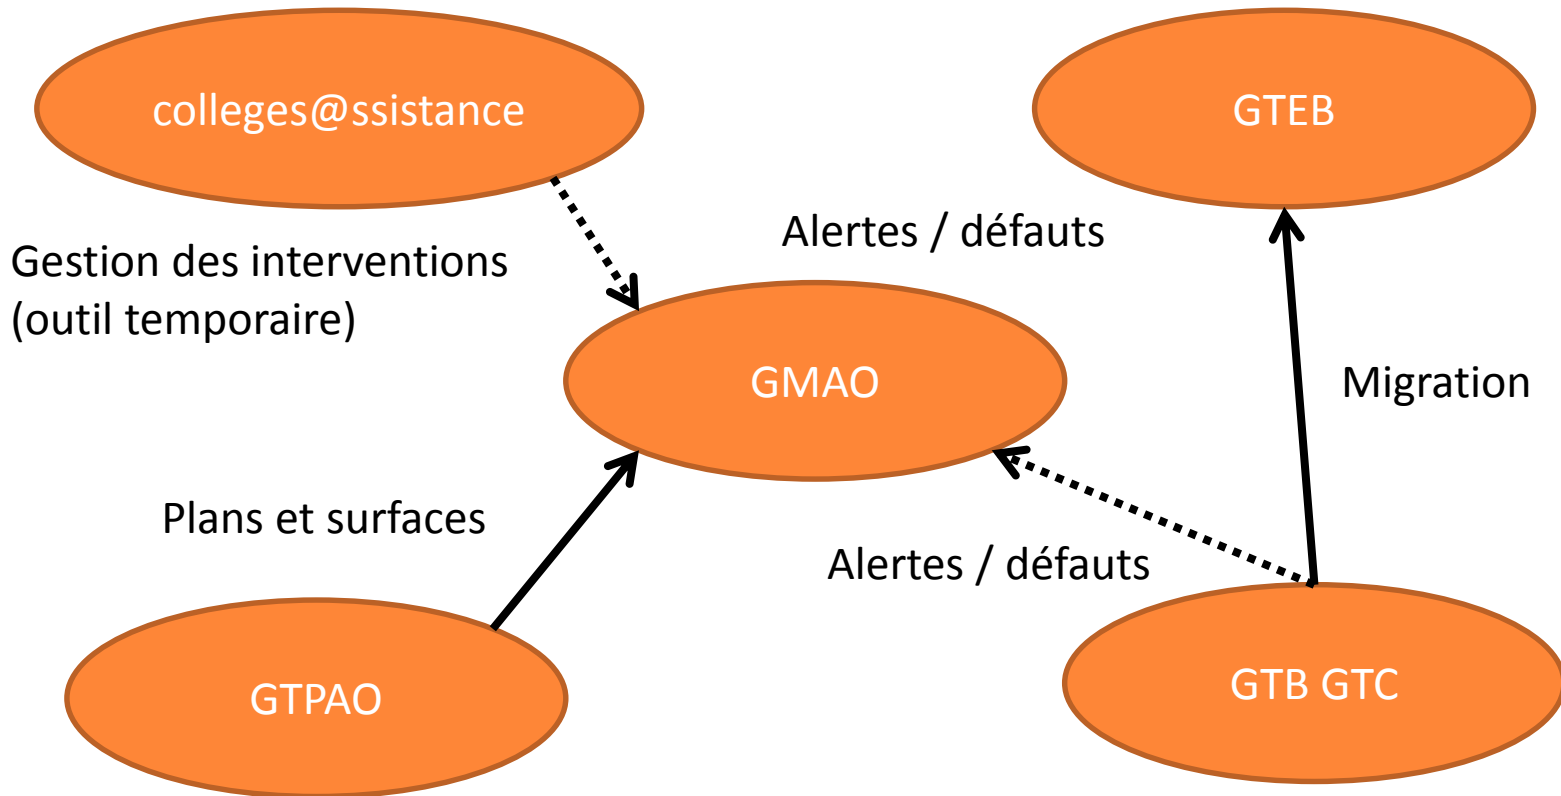 colleges@ssistance
GTEB
Alertes / défauts
Gestion des interventions
(outil temporaire)
GMAO
Migration
Plans et surfaces
Alertes / défauts
GTPAO
GTB GTC